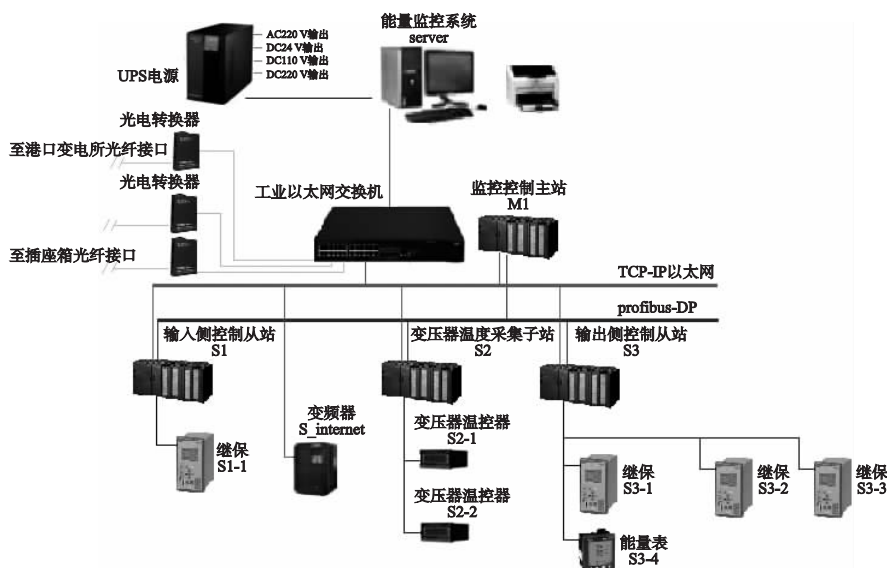 能量监控系统
server
AC220 V输出
DC24 V输出
DC110 V输出
DC220 V输出
UPS电源
光电转换器
至港口变电所光纤接口
光电转换器
工业以太网交换机
监控控制主站
M1
至插座箱光纤接口
TCP-IP以太网
profibus-DP
输入侧控制从站
S1
变压器温度采集子站
S2
输出侧控制从站
S3
变频器
S_internet
变压器温控器
S2-1
继保
S1-1
继保
S3-1
继保
S3-2
继保
S3-3
变压器温控器
S2-2
能量表
S3-4